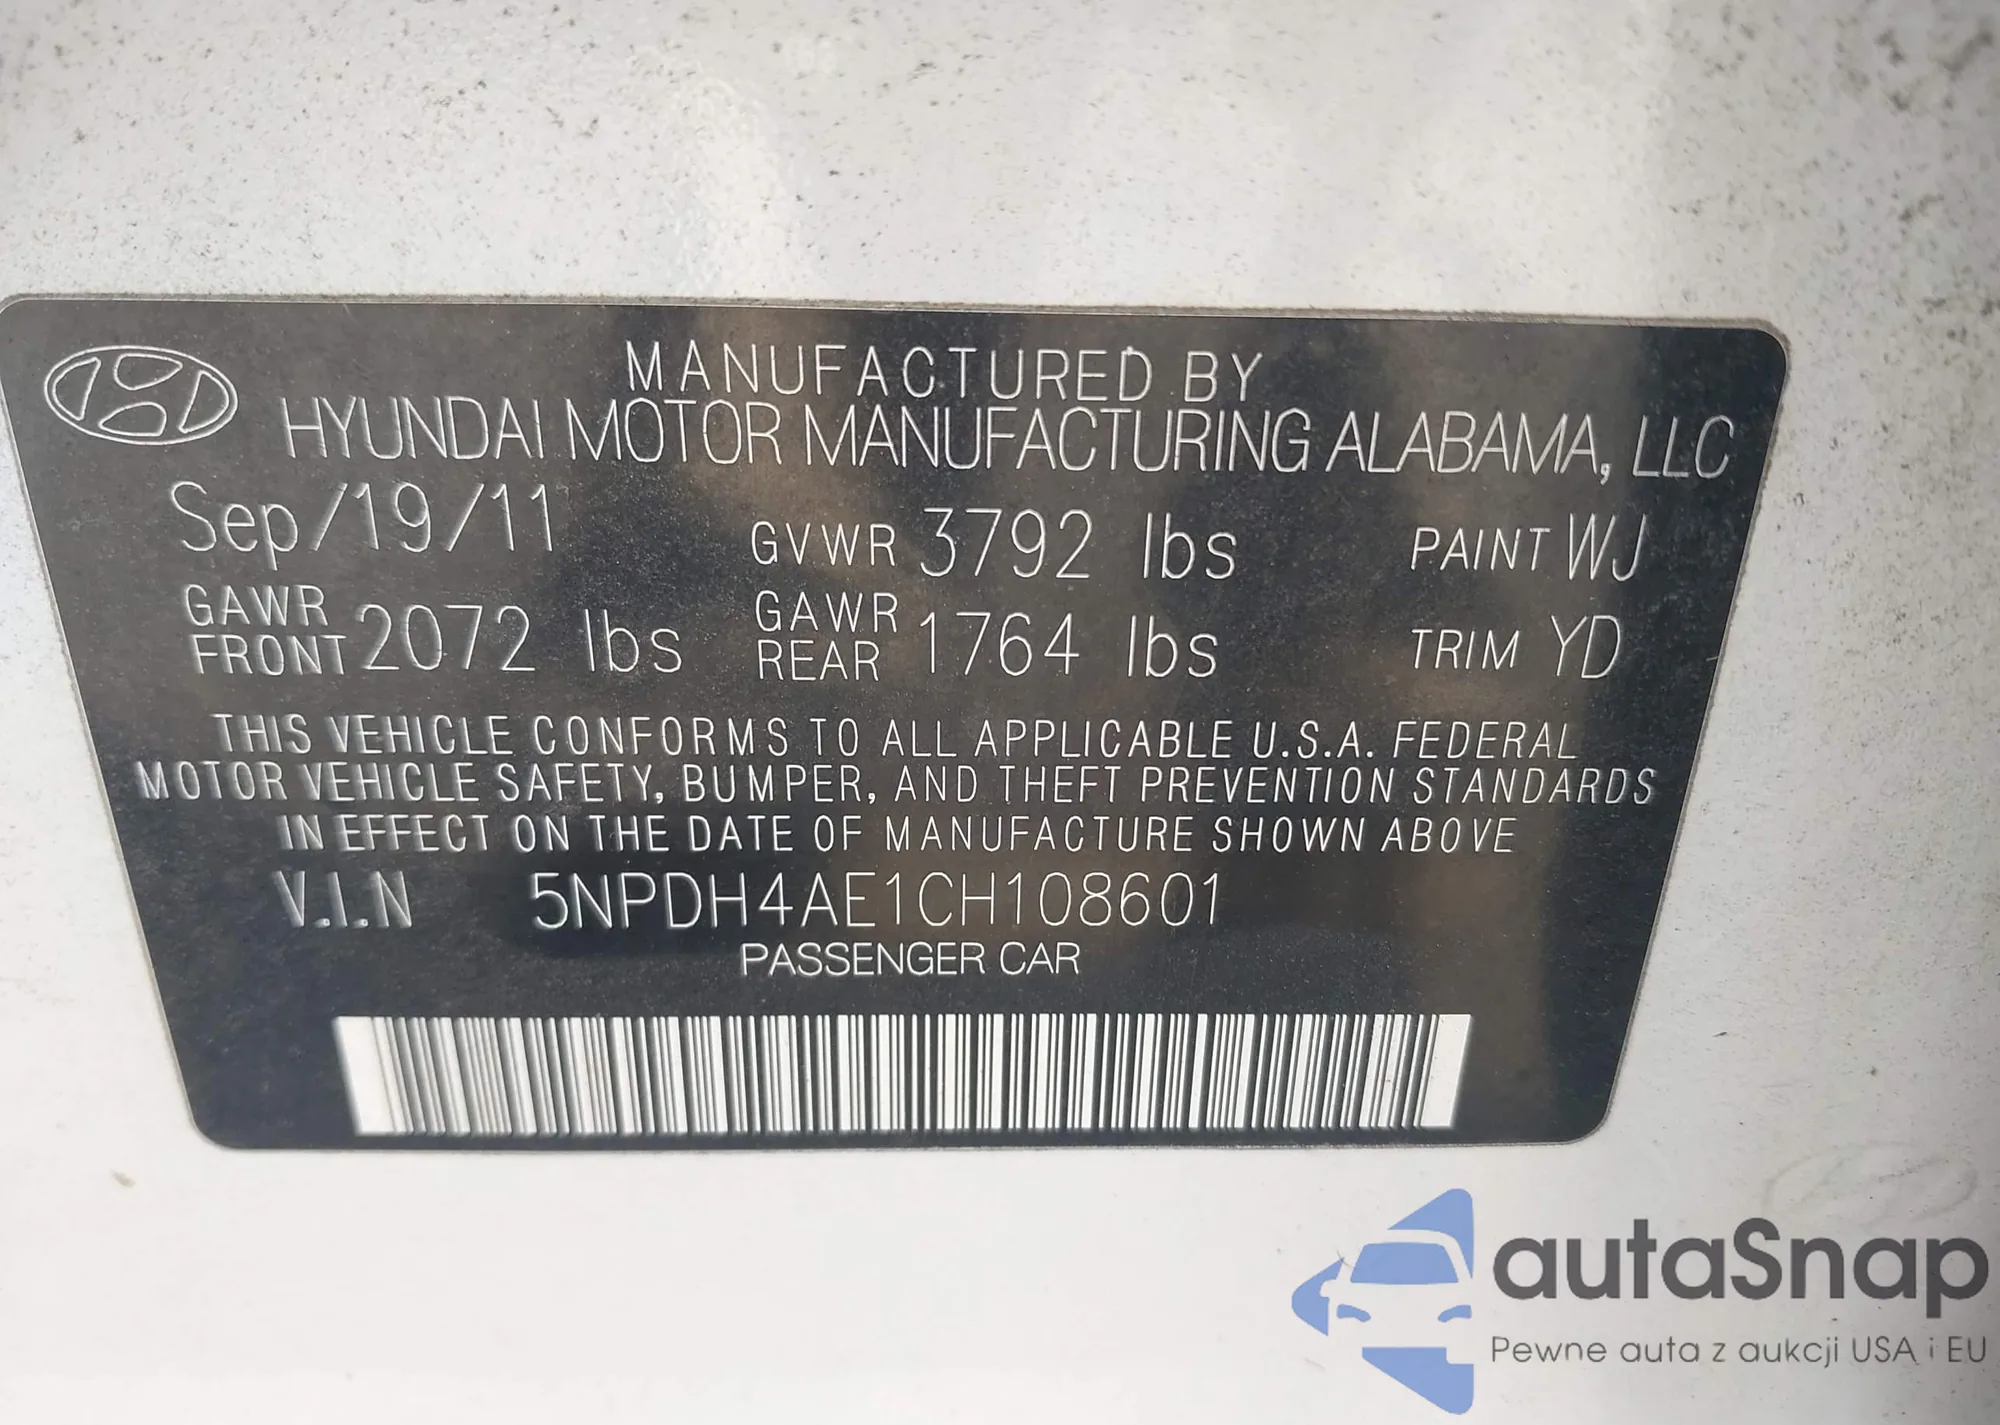 MANUFACTURED BY
HYUNDAI MOTOR MANUFACTURING ALABAMA, LLC
Sep/19/11 GVWR 3792 lbs PAINT WJ
GAWR FRONT 2072 lbs GAWR REAR 1764 lbs TRIM YD
THIS VEHICLE CONFORMS TO ALL APPLICABLE U.S.A. FEDERAL
MOTOR VEHICLE SAFETY, BUMPER, AND THEFT PREVENTION STANDARDS
IN EFFECT ON THE DATE OF MANUFACTURE SHOWN ABOVE
V.I.N 5NPDH4AE1CH108601
PASSENGER CAR
autaSnap
Pewne auta z aukcji USA i EU